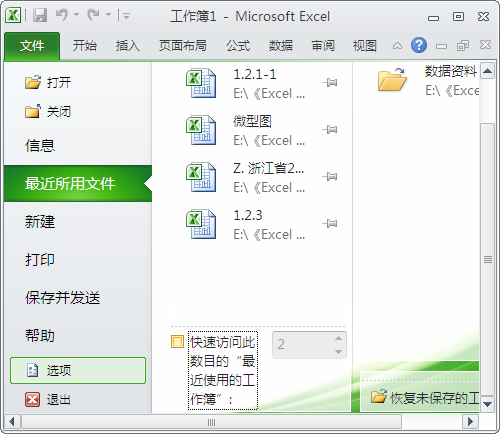 工作簿1 - Microsoft Excel
文件 开始 插入 页面布局 公式 数据 审阅 视图
打开
关闭
信息
最近所用文件
新建
打印
保存并发送
帮助
选项
退出
1.2.1-1
E:\《Excel ...
微型图
E:\《Excel ...
Z. 浙江省2...
E:\《Excel ...
1.2.3
E:\《Excel ...
快速访问此
数目的“最
近使用的工
作簿”:
2
数据资料
E:\《Exce
恢复未保存的工